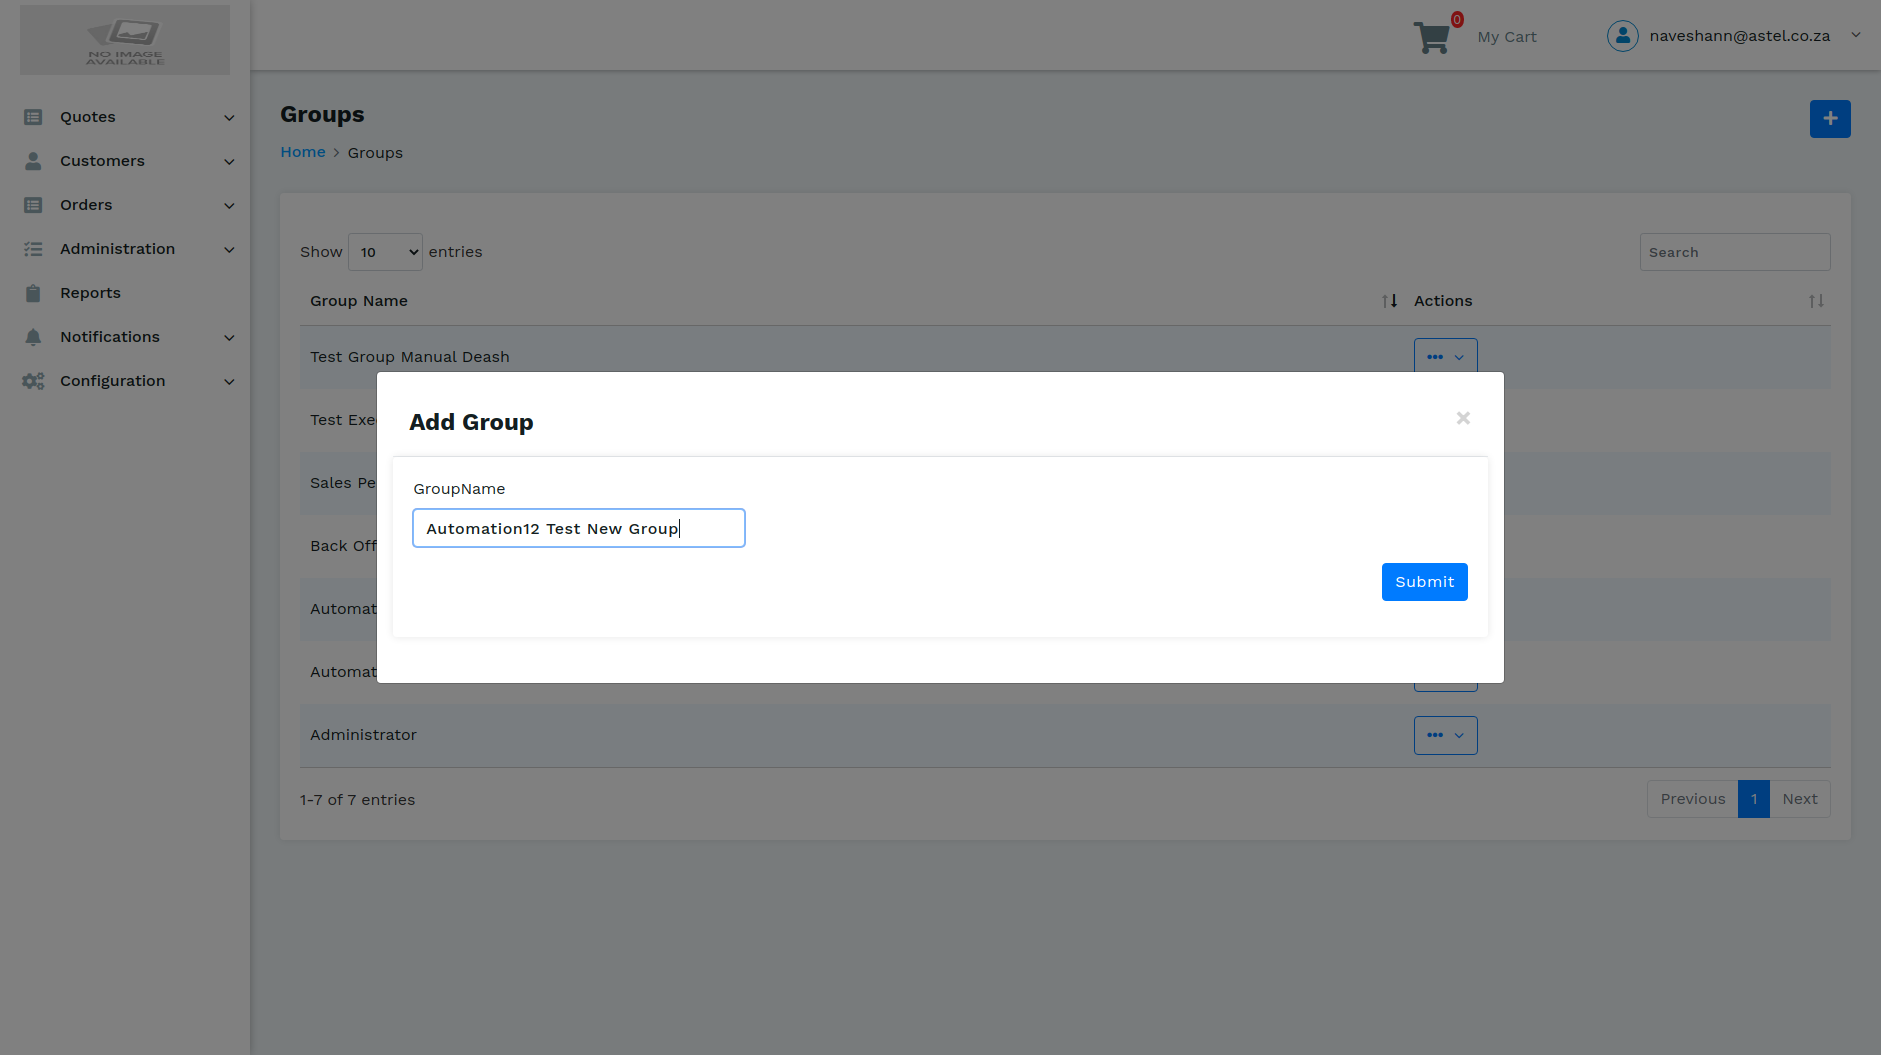 NO IMAGE
AVAILABLE
0
My Cart
naveshann@astel.co.za
Quotes
Customers
Orders
Administration
Reports
Notifications
Configuration
Groups
Home > Groups
Show 10 entries
Search
Group Name
Actions
Test Group Manual Deash
Test Exe
Sales Pe
Back Off
Automat
Automat
Administrator
1-7 of 7 entries
Previous 1 Next
Add Group
×
GroupName
Automation12 Test New Group
Submit